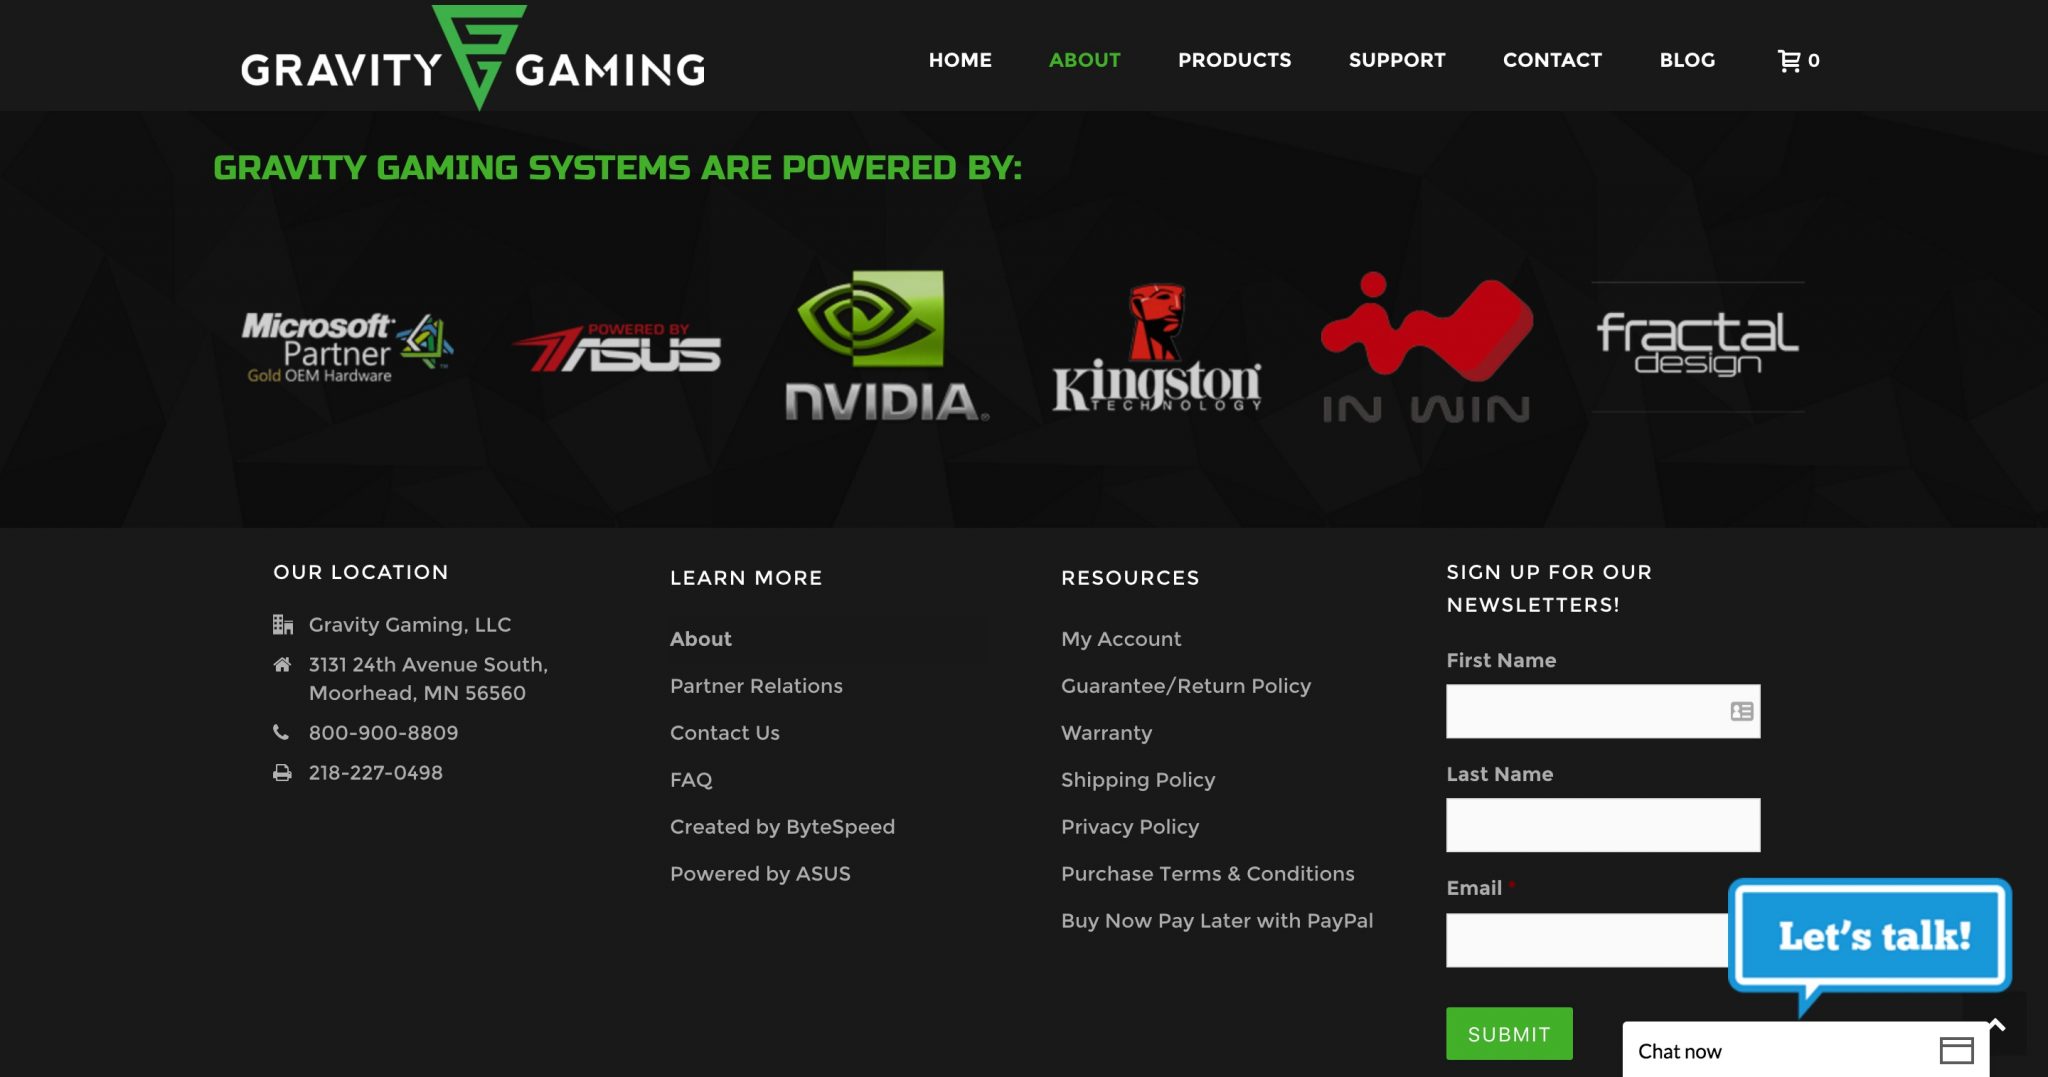 GRAVITY GAMING
HOME ABOUT PRODUCTS SUPPORT CONTACT BLOG 0
GRAVITY GAMING SYSTEMS ARE POWERED BY:
Microsoft
Partner
Gold OEM Hardware
POWERED BY
ASUS
NVIDIA
Kingston
TECHNOLOGY
IN WIN
fractal
design
OUR LOCATION
Gravity Gaming, LLC
3131 24th Avenue South,
Moorhead, MN 56560
800-900-8809
218-227-0498
LEARN MORE
About
Partner Relations
Contact Us
FAQ
Created by ByteSpeed
Powered by ASUS
RESOURCES
My Account
Guarantee/Return Policy
Warranty
Shipping Policy
Privacy Policy
Purchase Terms & Conditions
Buy Now Pay Later with PayPal
SIGN UP FOR OUR
NEWSLETTERS!
First Name
Last Name
Email *
SUBMIT
Let's talk!
Chat now